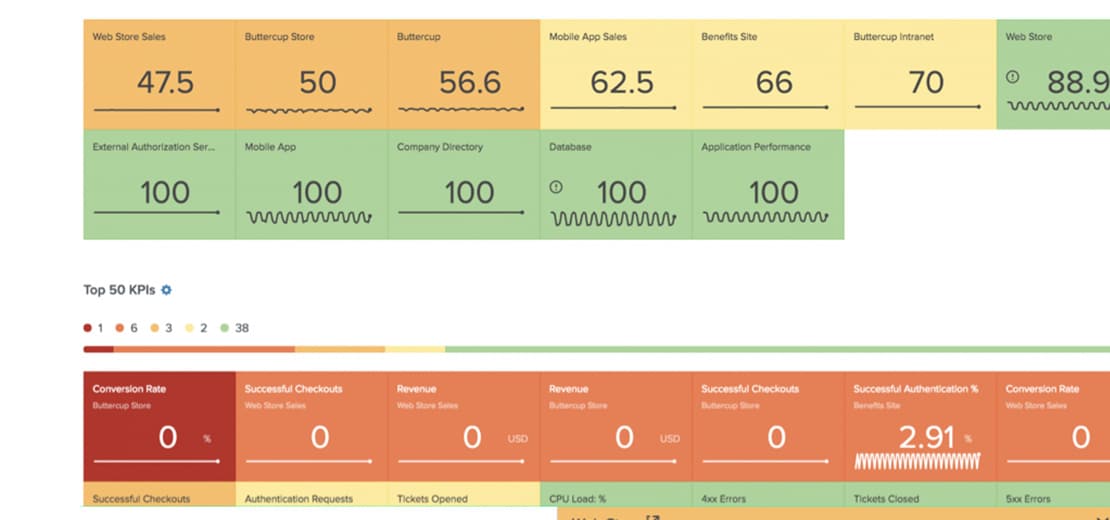 Web Store Sales Buttercup Store Buttercup Mobile App Sales Benefits Site Buttercup Intranet Web Store
47.5 50 56.6 62.5 66 70 88.9
External Authorization Ser... Mobile App Company Directory Database Application Performance
100 100 100 100 100
Top 50 KPIs
1 6 3 2 38
Conversion Rate Successful Checkouts Revenue Revenue Successful Checkouts Successful Authentication % Conversion Rate
Buttercup Store Web Store Sales Web Store Sales Buttercup Store Buttercup Store Benefits Site Web Store Sales
0 % 0 0 USD 0 USD 0 2.91 % 0
Successful Checkouts Authentication Requests Tickets Opened CPU Load: % 4xx Errors Tickets Closed 5xx Errors